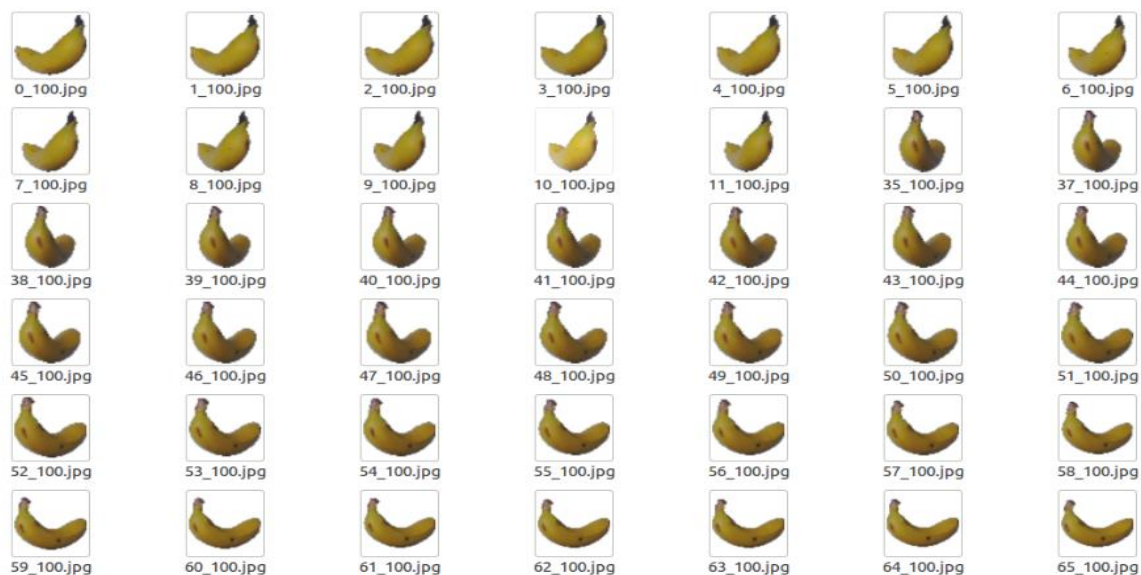 0_100.jpg 1_100.jpg 2_100.jpg 3_100.jpg 4_100.jpg 5_100.jpg 6_100.jpg
7_100.jpg 8_100.jpg 9_100.jpg 10_100.jpg 11_100.jpg 35_100.jpg 37_100.jpg
38_100.jpg 39_100.jpg 40_100.jpg 41_100.jpg 42_100.jpg 43_100.jpg 44_100.jpg
45_100.jpg 46_100.jpg 47_100.jpg 48_100.jpg 49_100.jpg 50_100.jpg 51_100.jpg
52_100.jpg 53_100.jpg 54_100.jpg 55_100.jpg 56_100.jpg 57_100.jpg 58_100.jpg
59_100.jpg 60_100.jpg 61_100.jpg 62_100.jpg 63_100.jpg 64_100.jpg 65_100.jpg